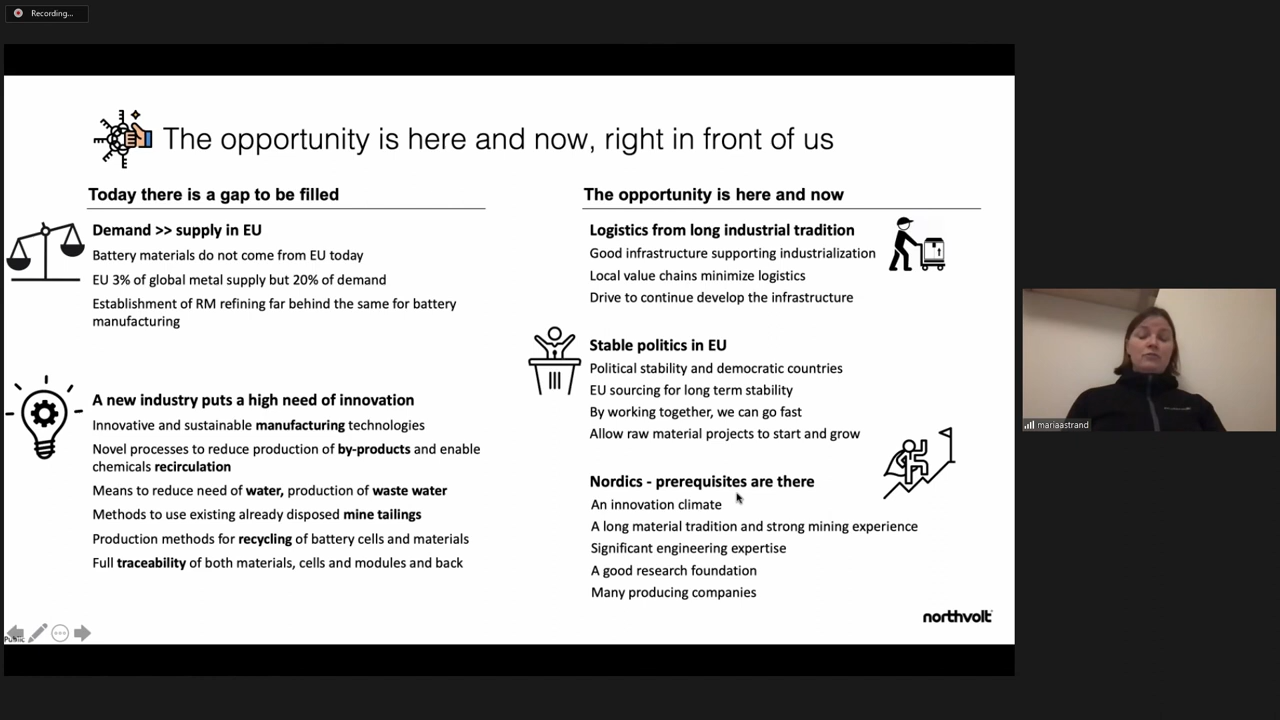 Recording...
The opportunity is here and now, right in front of us
Today there is a gap to be filled
Demand >> supply in EU
Battery materials do not come from EU today
EU 3% of global metal supply but 20% of demand
Establishment of RM refining far behind the same for battery
manufacturing
A new industry puts a high need of innovation
Innovative and sustainable manufacturing technologies
Novel processes to reduce production of by-products and enable
chemicals recirculation
Means to reduce need of water, production of waste water
Methods to use existing already disposed mine tailings
Production methods for recycling of battery cells and materials
Full traceability of both materials, cells and modules and back
The opportunity is here and now
Logistics from long industrial tradition
Good infrastructure supporting industrialization
Local value chains minimize logistics
Drive to continue develop the infrastructure
Stable politics in EU
Political stability and democratic countries
EU sourcing for long term stability
By working together, we can go fast
Allow raw material projects to start and grow
Nordics - prerequisites are there
An innovation climate
A long material tradition and strong mining experience
Significant engineering expertise
A good research foundation
Many producing companies
northvolt
Public
mariaastrand